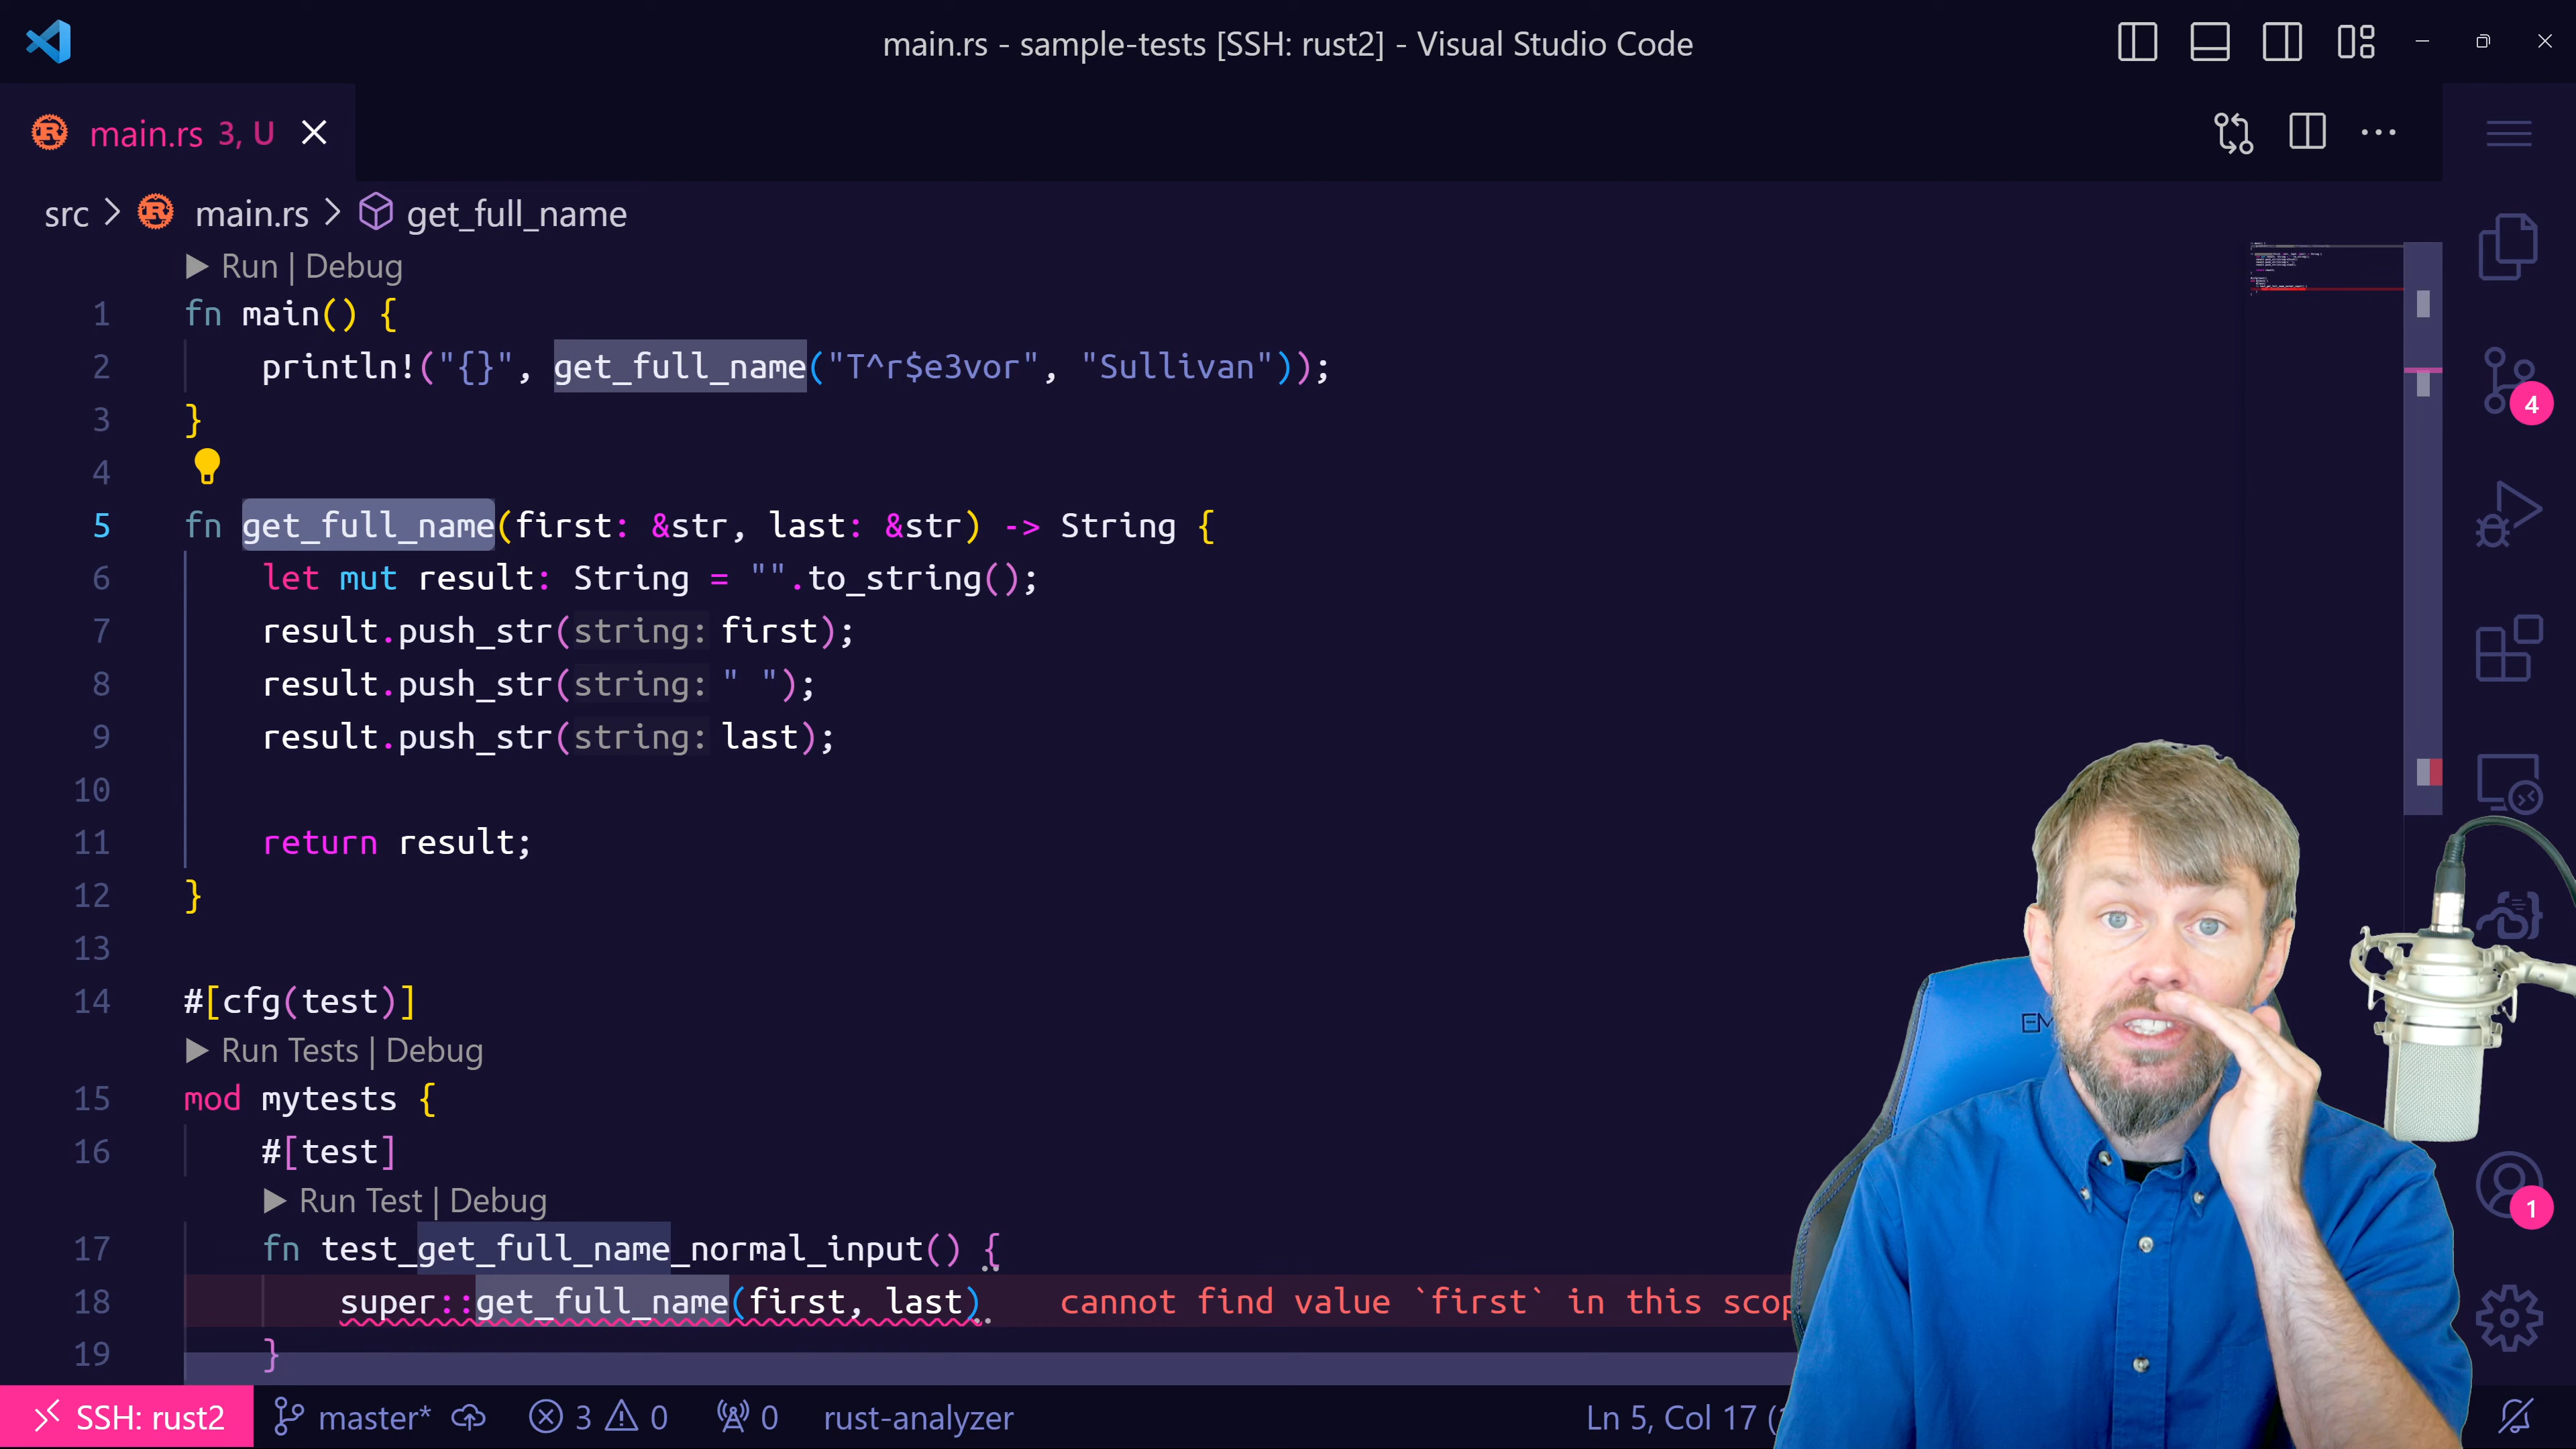 main.rs - sample-tests [SSH: rust2] - Visual Studio Code
main.rs 3, U
src > main.rs > get_full_name
Run | Debug
1 fn main() {
2 println!("{}", get_full_name("T^r$e3vor", "Sullivan"));
3 }
4
5 fn get_full_name(first: &str, last: &str) -> String {
6 let mut result: String = "".to_string();
7 result.push_str(string: first);
8 result.push_str(string: " ");
9 result.push_str(string: last);
10
11 return result;
12 }
13
14 #[cfg(test)]
Run Tests | Debug
15 mod mytests {
16 #[test]
Run Test | Debug
17 fn test_get_full_name_normal_input() {
18 super::get_full_name(first, last) cannot find value `first` in this scop
19 }
4
1
EM
SSH: rust2 master* 3 0 0 rust-analyzer Ln 5, Col 17 (